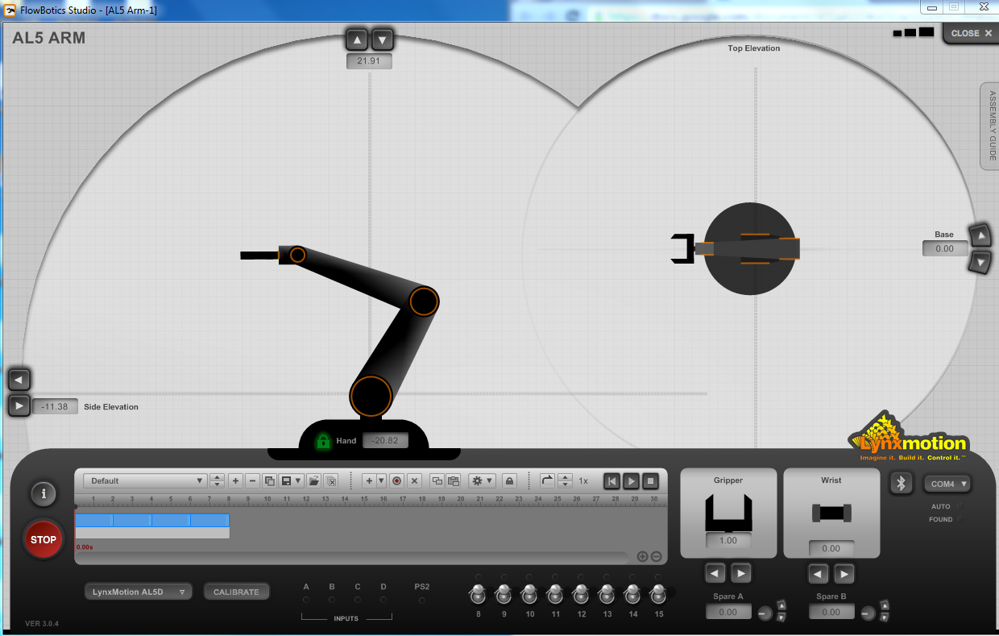 FlowBotics Studio - [AL5 Arm-1]
AL5 ARM
CLOSE X
21.91
Top Elevation
ASSEMBLY GUIDE
Base
0.00
-11.38 Side Elevation
Hand -20.82
Lynxmotion
Imagine it. Build it. Control it.™
Default
1x
1 2 3 4 5 6 7 8 9 10 11 12 13 14 15 16 17 18 19 20 21 22 23 24 25 26 27 28 29 30
0.00s
STOP
Gripper
1.00
Wrist
0.00
COM4
AUTO
FOUND
LynxMotion AL5D
CALIBRATE
A B C D PS2
INPUTS
8 9 10 11 12 13 14 15
Spare A
0.00
Spare B
0.00
VER 3.0.4